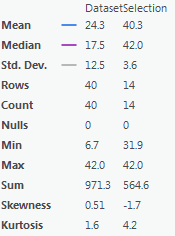 Dataset Selection
Mean 24.3 40.3
Median 17.5 42.0
Std. Dev. 12.5 3.6
Rows 40 14
Count 40 14
Nulls 0 0
Min 6.7 31.9
Max 42.0 42.0
Sum 971.3 564.6
Skewness 0.51 -1.7
Kurtosis 1.6 4.2